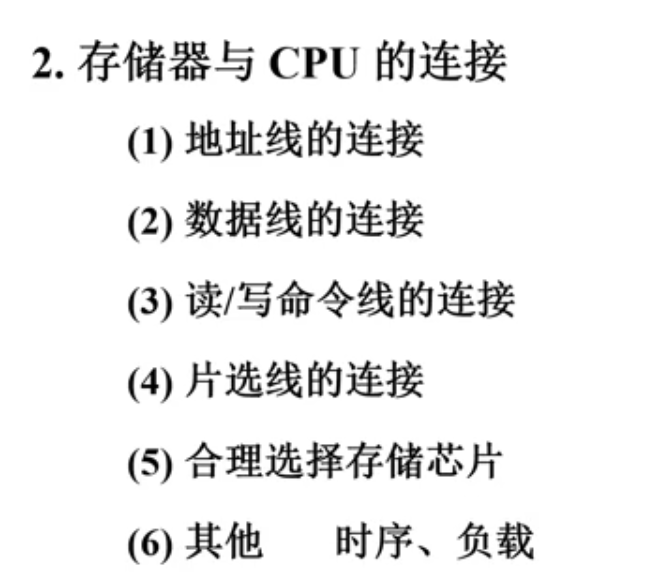 2. 存储器与 CPU 的连接
(1) 地址线的连接
(2) 数据线的连接
(3) 读/写命令线的连接
(4) 片选线的连接
(5) 合理选择存储芯片
(6) 其他 时序、负载